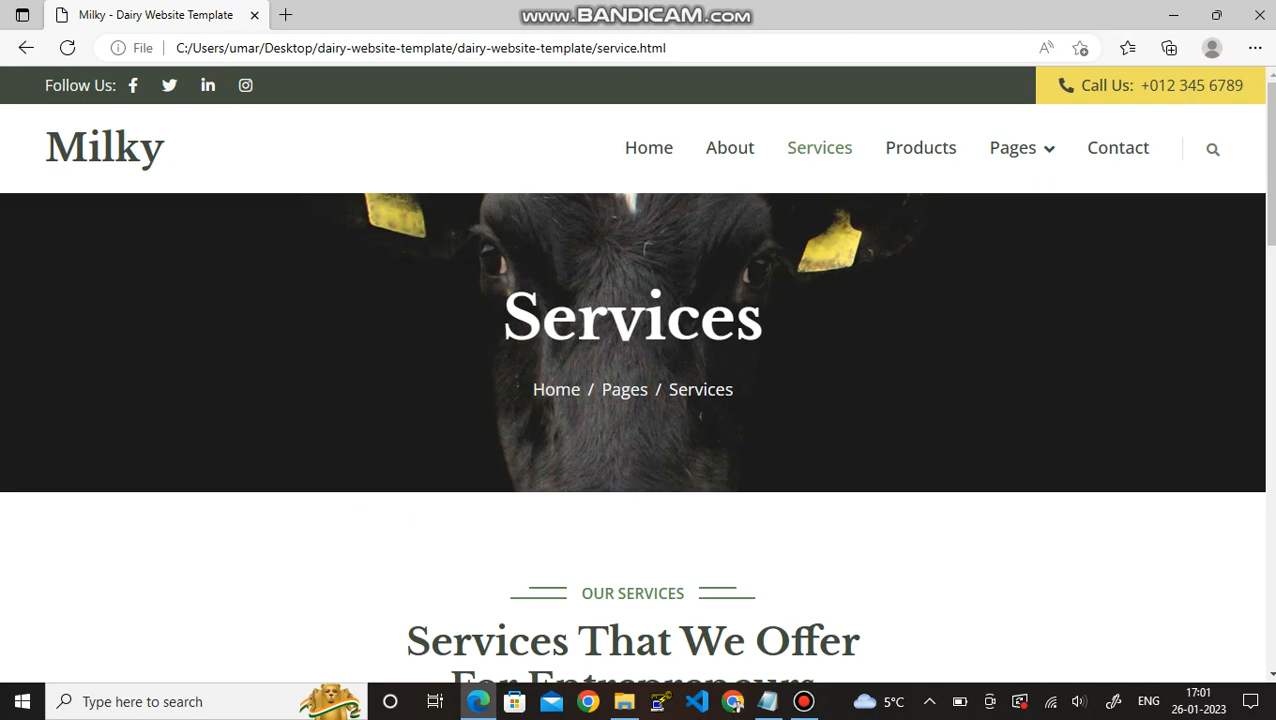 www.BANDICAM.com
Milky - Dairy Website Template
File
C:/Users/umar/Desktop/dairy-website-template/dairy-website-template/service.html
Follow Us:
Call Us: +012 345 6789
Milky
Home
About
Services
Products
Pages
Contact
Services
Home / Pages / Services
OUR SERVICES
Services That We Offer
For Entrepreneurs
Type here to search
5°C
ENG
17:01
26-01-2023